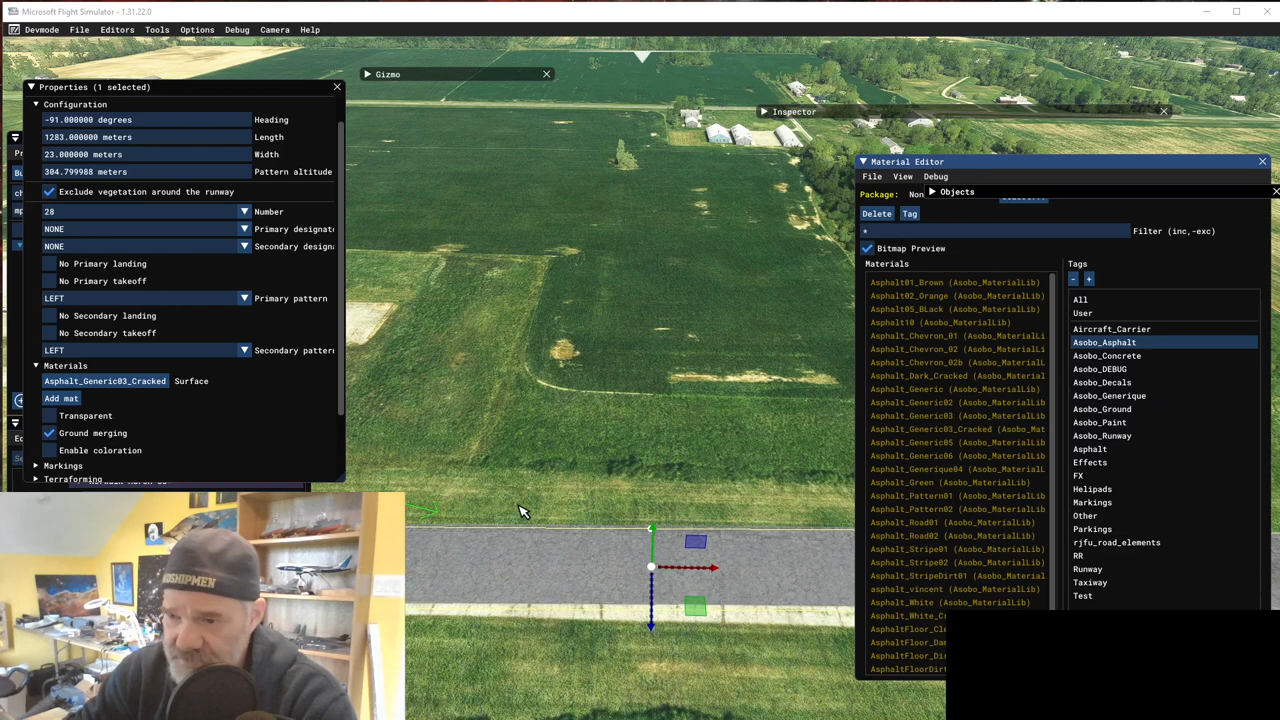 Microsoft Flight Simulator - 1.31.22.0
Devmode File Editors Tools Options Debug Camera Help
Gizmo
Properties (1 selected)
Configuration
-91.000000 degrees Heading
1283.000000 meters Length
23.000000 meters Width
304.799988 meters Pattern altitude
Exclude vegetation around the runway
28 Number
NONE Primary designat
NONE Secondary design
No Primary landing
No Primary takeoff
LEFT Primary pattern
No Secondary landing
No Secondary takeoff
LEFT Secondary patter
Materials
Asphalt_Generic03_Cracked Surface
Add mat
Transparent
Ground merging
Enable coloration
Markings
Terraforming
Inspector
Material Editor
File View Debug
Package: Non
Objects
Delete Tag
* Filter (inc,-exc)
Bitmap Preview
Materials
Asphalt01_Brown (Asobo_MaterialLib)
Asphalt02_Orange (Asobo_MaterialLib)
Asphalt05_BLack (Asobo_MaterialLib)
Asphalt10 (Asobo_MaterialLib)
Asphalt_Chevron_01 (Asobo_MaterialLi
Asphalt_Chevron_02 (Asobo_MaterialLi
Asphalt_Chevron_02b (Asobo_MaterialL
Asphalt_Dark_Cracked (Asobo_Material
Asphalt_Generic (Asobo_MaterialLib)
Asphalt_Generic02 (Asobo_MaterialLib
Asphalt_Generic03 (Asobo_MaterialLib
Asphalt_Generic03_Cracked (Asobo_Mat
Asphalt_Generic05 (Asobo_MaterialLib
Asphalt_Generic06 (Asobo_MaterialLib
Asphalt_Generique04 (Asobo_MaterialL
Asphalt_Green (Asobo_MaterialLib)
Asphalt_Pattern01 (Asobo_MaterialLib
Asphalt_Pattern02 (Asobo_MaterialLib
Asphalt_Road01 (Asobo_MaterialLib)
Asphalt_Road02 (Asobo_MaterialLib)
Asphalt_Stripe01 (Asobo_MaterialLib)
Asphalt_Stripe02 (Asobo_MaterialLib)
Asphalt_StripeDirt01 (Asobo_Material
asphalt_vincent (Asobo_MaterialLib)
Asphalt_White (Asobo_MaterialLib)
Asphalt_White_C
AsphaltFloor_Cle
AsphaltFloor_Da
AsphaltFloor_Di
AsphaltFloorDirt
Tags
- +
All
User
Aircraft_Carrier
Asobo_Asphalt
Asobo_Concrete
Asobo_DEBUG
Asobo_Decals
Asobo_Generique
Asobo_Ground
Asobo_Paint
Asobo_Runway
Asphalt
Effects
FX
Helipads
Markings
Other
Parkings
rjfu_road_elements
RR
Runway
Taxiway
Test